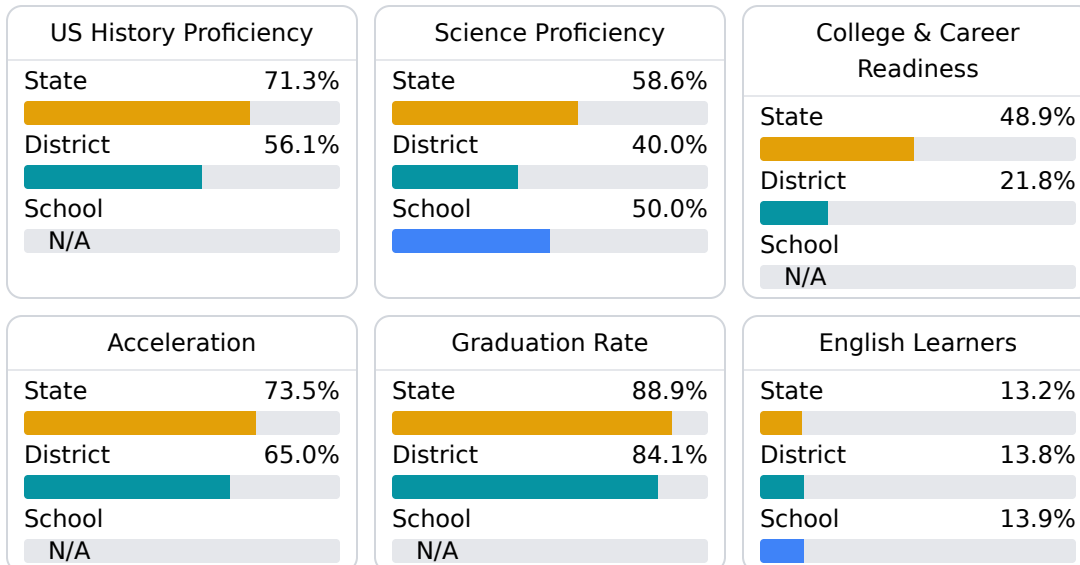 US History Proficiency
State 71.3%
District 56.1%
School
N/A
Science Proficiency
State 58.6%
District 40.0%
School 50.0%
College & Career
Readiness
State 48.9%
District 21.8%
School
N/A
Acceleration
State 73.5%
District 65.0%
School
N/A
Graduation Rate
State 88.9%
District 84.1%
School
N/A
English Learners
State 13.2%
District 13.8%
School 13.9%